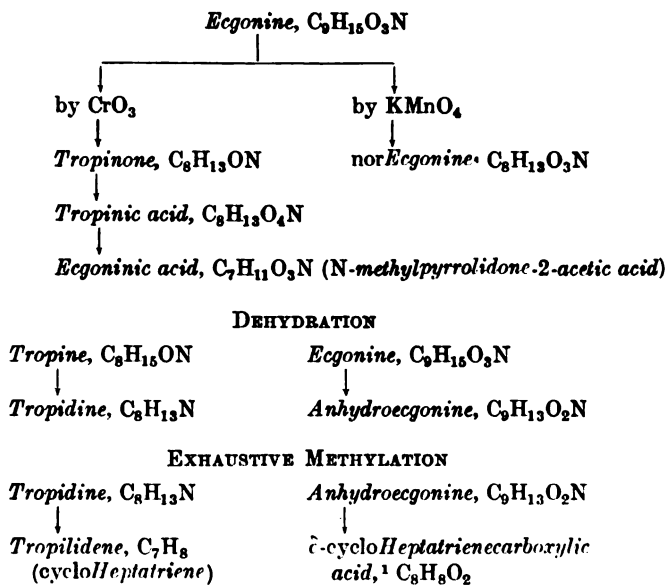 Ecgonine, C₉H₁₅O₃N
by CrO₃ by KMnO₄
Tropinone, C₈H₁₃ON norEcgonine· C₈H₁₃O₃N
Tropinic acid, C₈H₁₃O₄N
Ecgoninic acid, C₇H₁₁O₃N (N-methylpyrrolidone-2-acetic acid)
DEHYDRATION
Tropine, C₈H₁₅ON Ecgonine, C₉H₁₅O₃N
Tropidine, C₈H₁₃N Anhydroecgonine, C₉H₁₃O₂N
EXHAUSTIVE METHYLATION
Tropidine, C₈H₁₃N Anhydroecgonine, C₉H₁₃O₂N
Tropilidene, C₇H₈ δ-cycloHeptatrienecarboxylic
(cycloHeptatriene) acid,¹ C₈H₈O₂